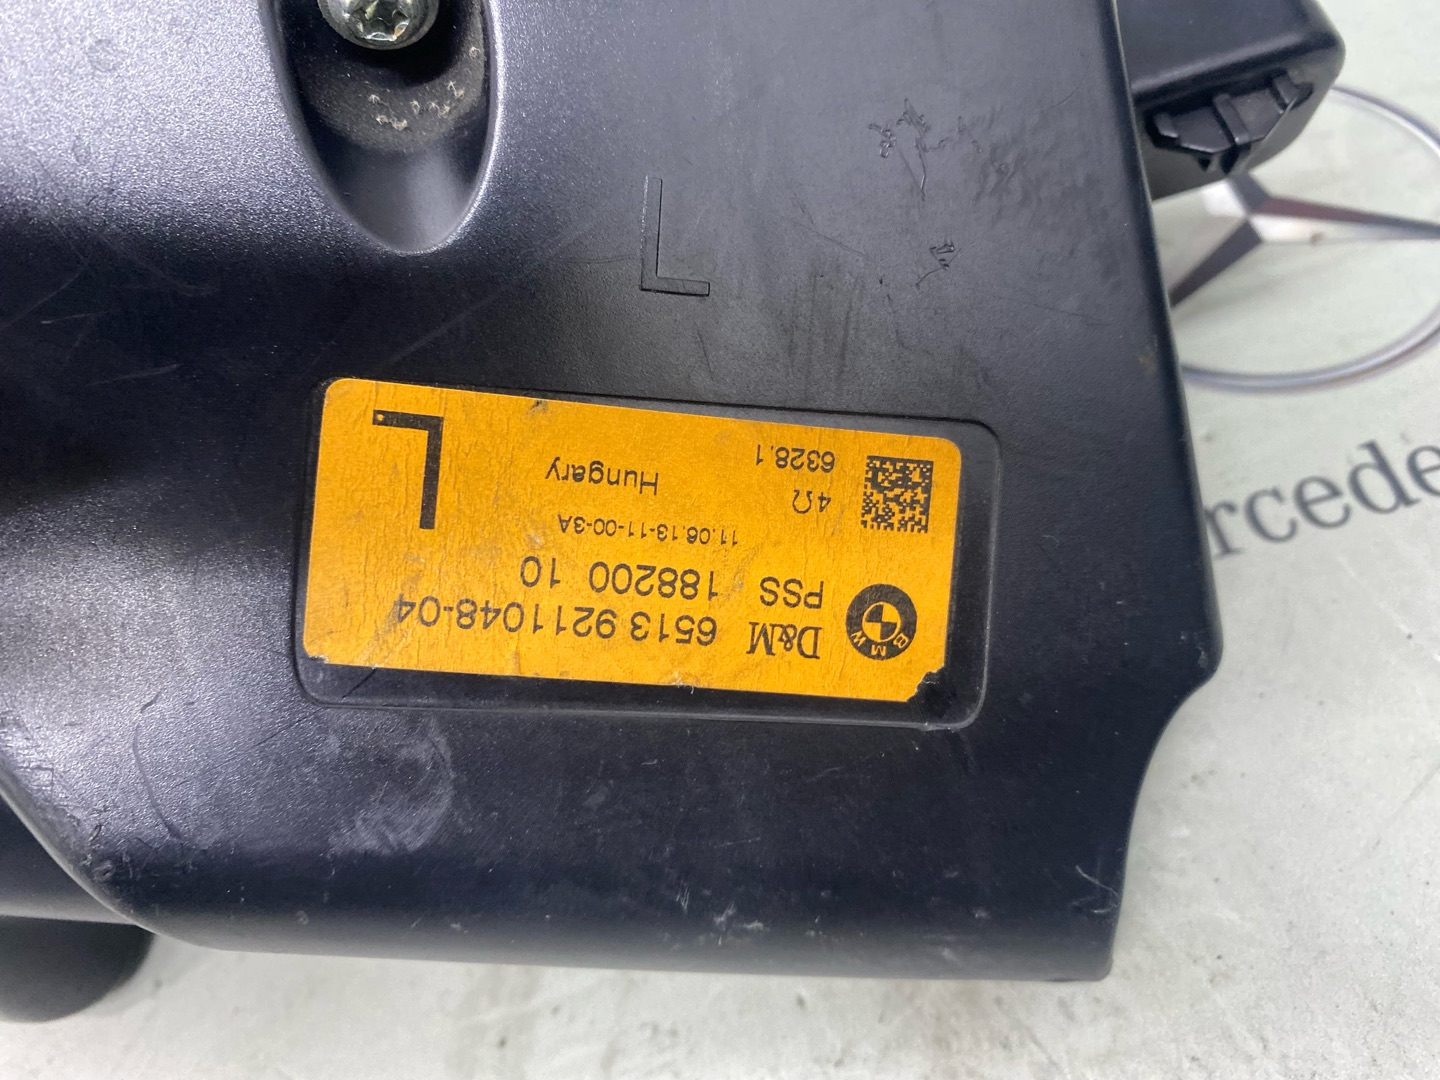 L
BMW
D&M 6513 9211048-04
PSS 188200 10
11.06.13-11-00-3A
4Ω
Hungary
6328.1
L
rcede